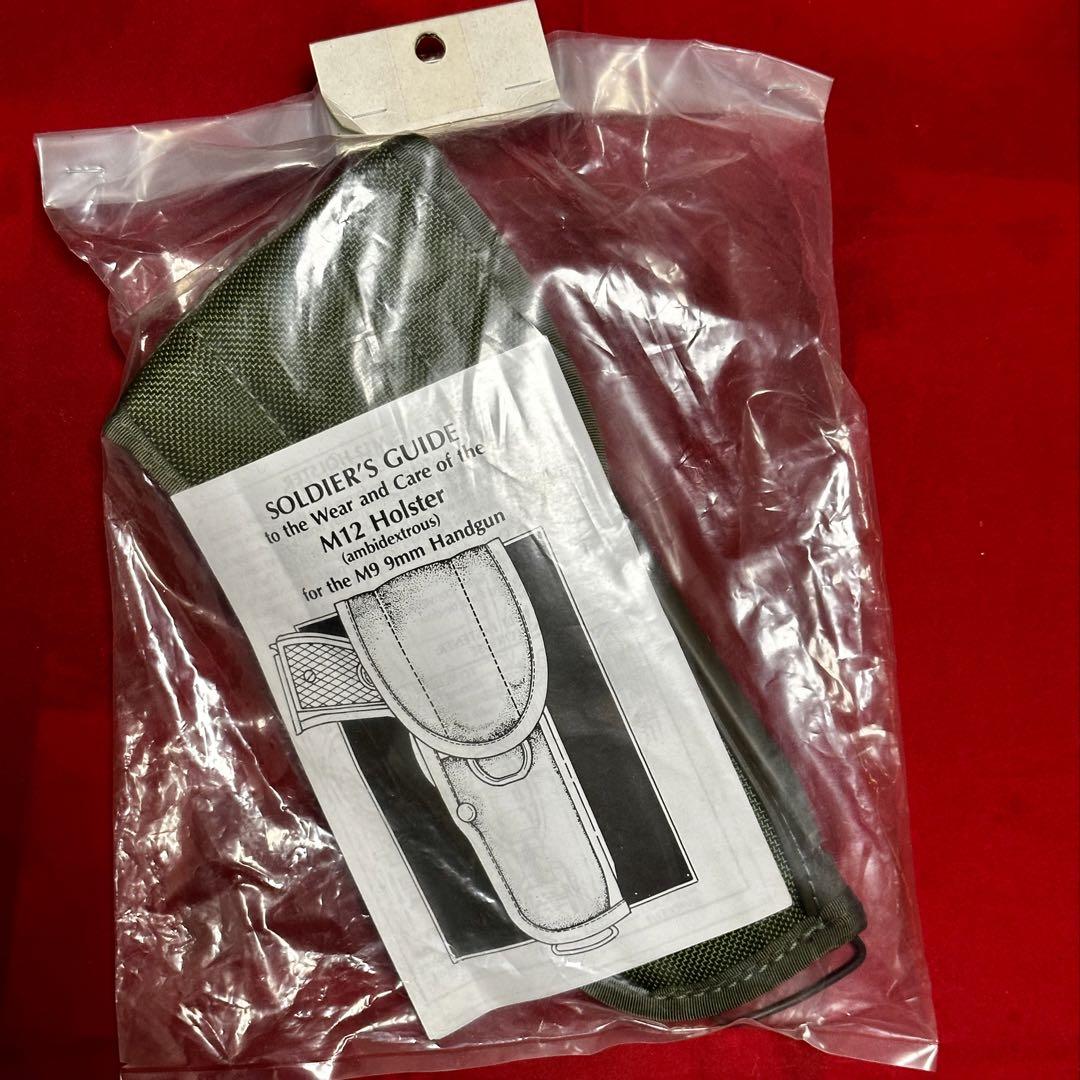 SOLDIER'S GUIDE
to the Wear and Care of the
M12 Holster
(ambidextrous)
for the M9 9mm Handgun